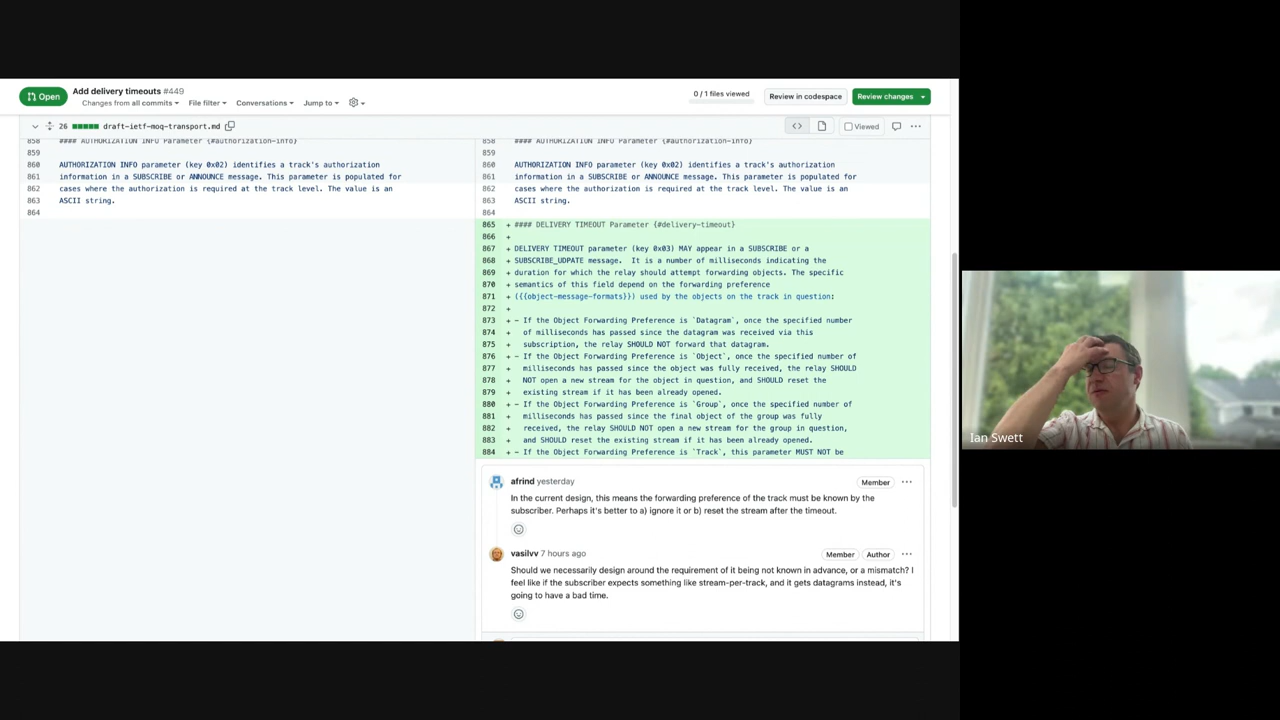 Open
Add delivery timeouts #449
Changes from all commits
File filter
Conversations
Jump to
0 / 1 files viewed
Review in codespace
Review changes
26
draft-ietf-moq-transport.md
Viewed
858 #### AUTHORIZATION INFO Parameter {#authorization-info}
859
860 AUTHORIZATION INFO parameter (key 0x02) identifies a track's authorization
861 information in a SUBSCRIBE or ANNOUNCE message. This parameter is populated for
862 cases where the authorization is required at the track level. The value is an
863 ASCII string.
864
858 #### AUTHORIZATION INFO Parameter {#authorization-info}
859
860 AUTHORIZATION INFO parameter (key 0x02) identifies a track's authorization
861 information in a SUBSCRIBE or ANNOUNCE message. This parameter is populated for
862 cases where the authorization is required at the track level. The value is an
863 ASCII string.
864
865 + #### DELIVERY TIMEOUT Parameter {#delivery-timeout}
866 +
867 + DELIVERY TIMEOUT parameter (key 0x03) MAY appear in a SUBSCRIBE or a
868 + SUBSCRIBE_UDPATE message.  It is a number of milliseconds indicating the
869 + duration for which the relay should attempt forwarding objects. The specific
870 + semantics of this field depend on the forwarding preference
871 + ({{object-message-formats}}) used by the objects on the track in question:
872 +
873 + - If the Object Forwarding Preference is `Datagram`, once the specified number
874 +   of milliseconds has passed since the datagram was received via this
875 +   subscription, the relay SHOULD NOT forward that datagram.
876 + - If the Object Forwarding Preference is `Object`, once the specified number of
877 +   milliseconds has passed since the object was fully received, the relay SHOULD
878 +   NOT open a new stream for the object in question, and SHOULD reset the
879 +   existing stream if it has been already opened.
880 + - If the Object Forwarding Preference is `Group`, once the specified number of
881 +   milliseconds has passed since the final object of the group was fully
882 +   received, the relay SHOULD NOT open a new stream for the group in question,
883 +   and SHOULD reset the existing stream if it has been already opened.
884 + - If the Object Forwarding Preference is `Track`, this parameter MUST NOT be
afrind yesterday
Member
In the current design, this means the forwarding preference of the track must be known by the
subscriber. Perhaps it's better to a) ignore it or b) reset the stream after the timeout.
vasilvv 7 hours ago
Member
Author
Should we necessarily design around the requirement of it being not known in advance, or a mismatch? I
feel like if the subscriber expects something like stream-per-track, and it gets datagrams instead, it's
going to have a bad time.
Ian Swett